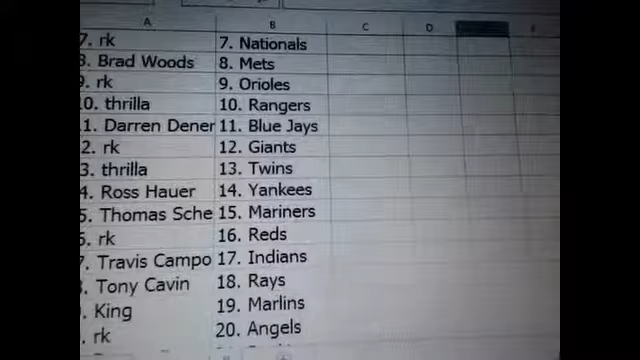 A B C D
7. rk 7. Nationals
8. Brad Woods 8. Mets
9. rk 9. Orioles
10. thrilla 10. Rangers
11. Darren Dener 11. Blue Jays
2. rk 12. Giants
3. thrilla 13. Twins
4. Ross Hauer 14. Yankees
5. Thomas Sche 15. Mariners
6. rk 16. Reds
7. Travis Campo 17. Indians
8. Tony Cavin 18. Rays
. King 19. Marlins
. rk 20. Angels